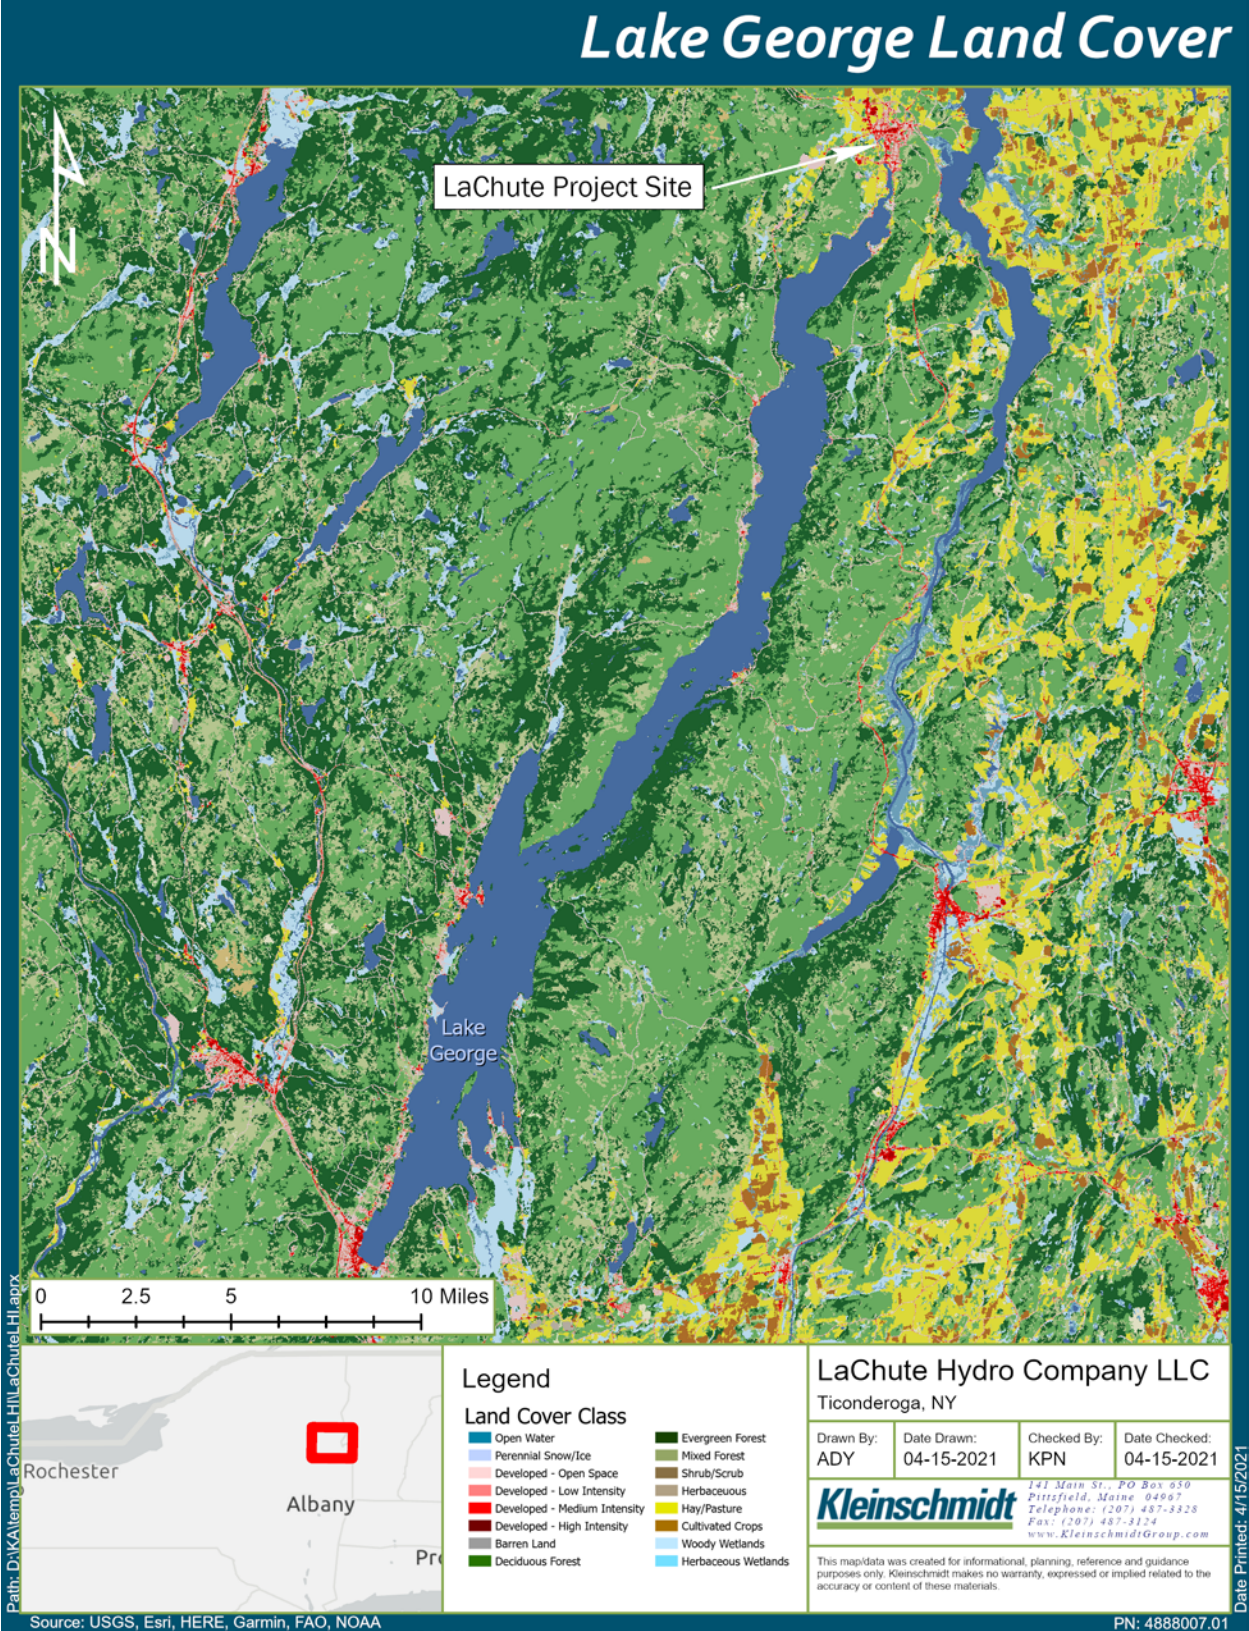 Lake George Land Cover
N
LaChute Project Site
Lake
George
0 2.5 5 10 Miles
Rochester
Albany
Pro
Legend
Land Cover Class
Open Water
Perennial Snow/Ice
Developed - Open Space
Developed - Low Intensity
Developed - Medium Intensity
Developed - High Intensity
Barren Land
Deciduous Forest
Evergreen Forest
Mixed Forest
Shrub/Scrub
Herbaceuous
Hay/Pasture
Cultivated Crops
Woody Wetlands
Herbaceous Wetlands
LaChute Hydro Company LLC
Ticonderoga, NY
Drawn By:
ADY
Date Drawn:
04-15-2021
Checked By:
KPN
Date Checked:
04-15-2021
Kleinschmidt
141 Main St., PO Box 650
Pittsfield, Maine 04967
Telephone: (207) 487-3328
Fax: (207) 487-3124
www.KleinschmidtGroup.com
This map/data was created for informational, planning, reference and guidance
purposes only. Kleinschmidt makes no warranty, expressed or implied related to the
accuracy or content of these materials.
Path: D:\KA\temp\LaChuteLHI\LaChuteLHI.aprx
Date Printed: 4/15/2021
Source: USGS, Esri, HERE, Garmin, FAO, NOAA
PN: 4888007.01